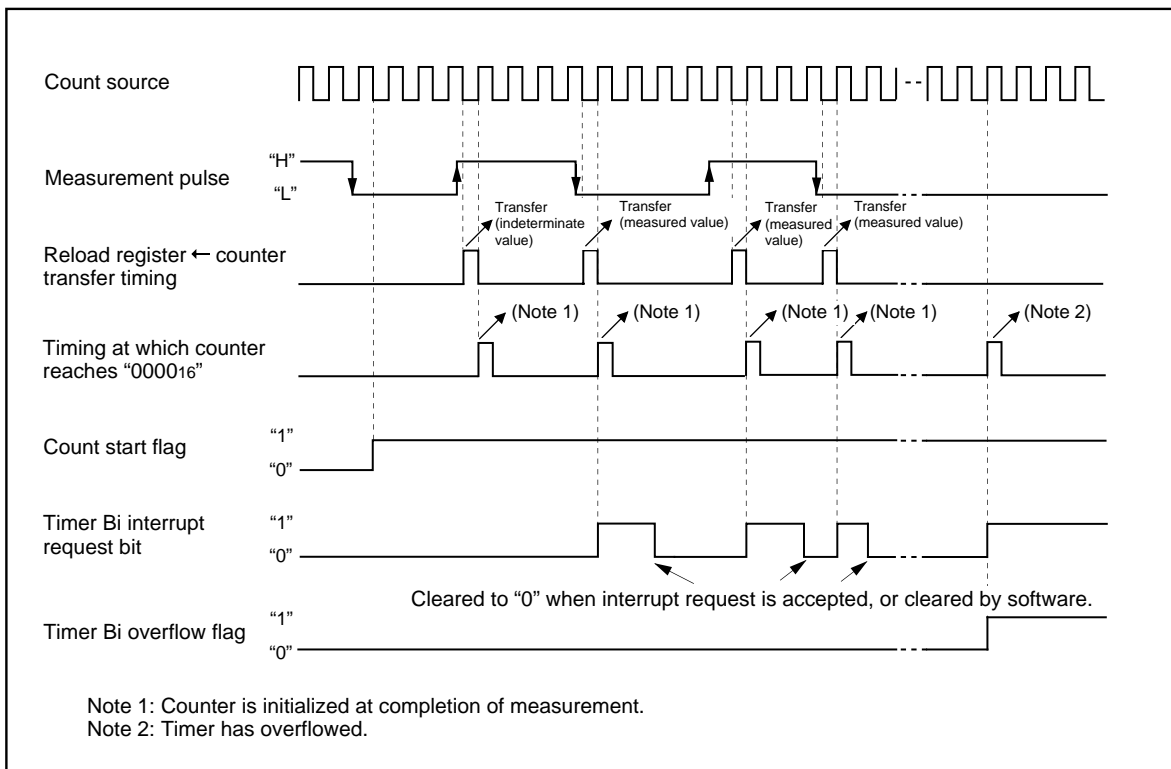 Count source
“H”
Measurement pulse
“L”
Transfer
(indeterminate
value)
Transfer
(measured value)
Transfer
(measured
value)
Transfer
(measured value)
Reload register ← counter
transfer timing
(Note 1)
(Note 1)
(Note 1)
(Note 1)
(Note 2)
Timing at which counter
reaches “000016”
“1”
Count start flag
“0”
Timer Bi interrupt
request bit
“1”
“0”
Cleared to “0” when interrupt request is accepted, or cleared by software.
“1”
Timer Bi overflow flag
“0”
Note 1: Counter is initialized at completion of measurement.
Note 2: Timer has overflowed.